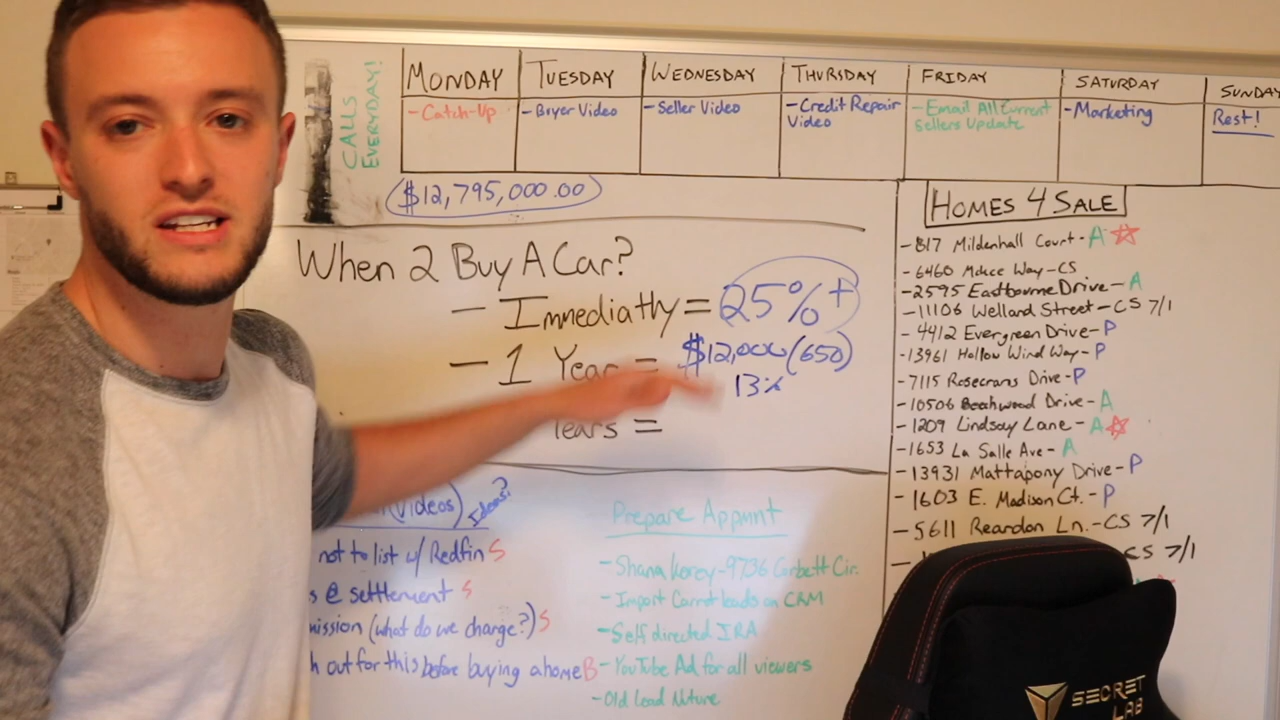 CALLS
EVERYDAY!
MONDAY
TUESDAY
WEDNESDAY
THURSDAY
FRIDAY
SATURDAY
SUNDAY
-Catch-Up
-Buyer Video
-Seller Video
-Credit Repair
Video
-Email All Current
Sellers Update
-Marketing
Rest!
$12,795,000.00
WHEN 2 BUY A CAR?
- Immediatly = 25%+
- 1 Year = $12,000 (650)
13%
Years =
HOMES 4 SALE
-817 Mildenhall Court-A
-6460 Way-CS
-2595 Eastbourne Drive-A
-11106 Welland Street-CS 7/1
-4412 Evergreen Drive-P
-13961 Hollow Wind Way-P
-7115 Rosecrans Drive-P
-10506 Beechwood Drive-A
-1209 Lindsay Lane-A
-1653 La Salle Ave-A
-13931 Mattapony Drive-P
-1603 E. Madison Ct.-P
-5611 Reardon Ln.-CS 7/1
CS 7/1
(Videos) Ideas?
not to list w/ Redfin S
s @ settlement S
mission (what do we charge?) S
h out for this before buying a home B
Prepare Appmnt
-Shana Korey-9736 Corbett Cir.
-Import Carrot leads on CRM
-Self directed IRA
-YouTube Ad for all viewers
-Old Lead Nuture
SECRET
LAB